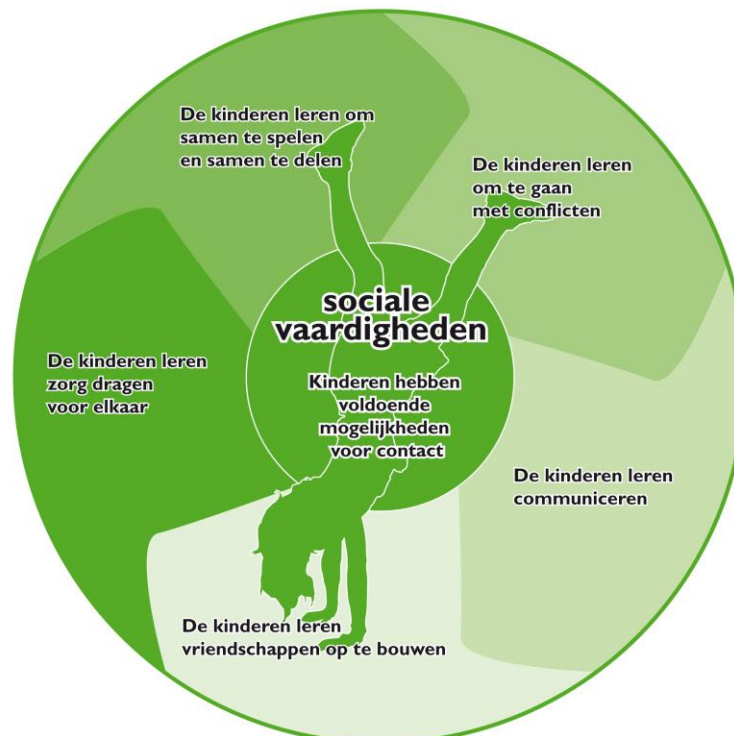 De kinderen leren om
samen te spelen
en samen te delen
De kinderen leren
om te gaan
met conflicten
sociale
vaardigheden
Kinderen hebben
voldoende
mogelijkheden
voor contact
De kinderen leren
zorg dragen
voor elkaar
De kinderen leren
communiceren
De kinderen leren
vriendschappen op te bouwen